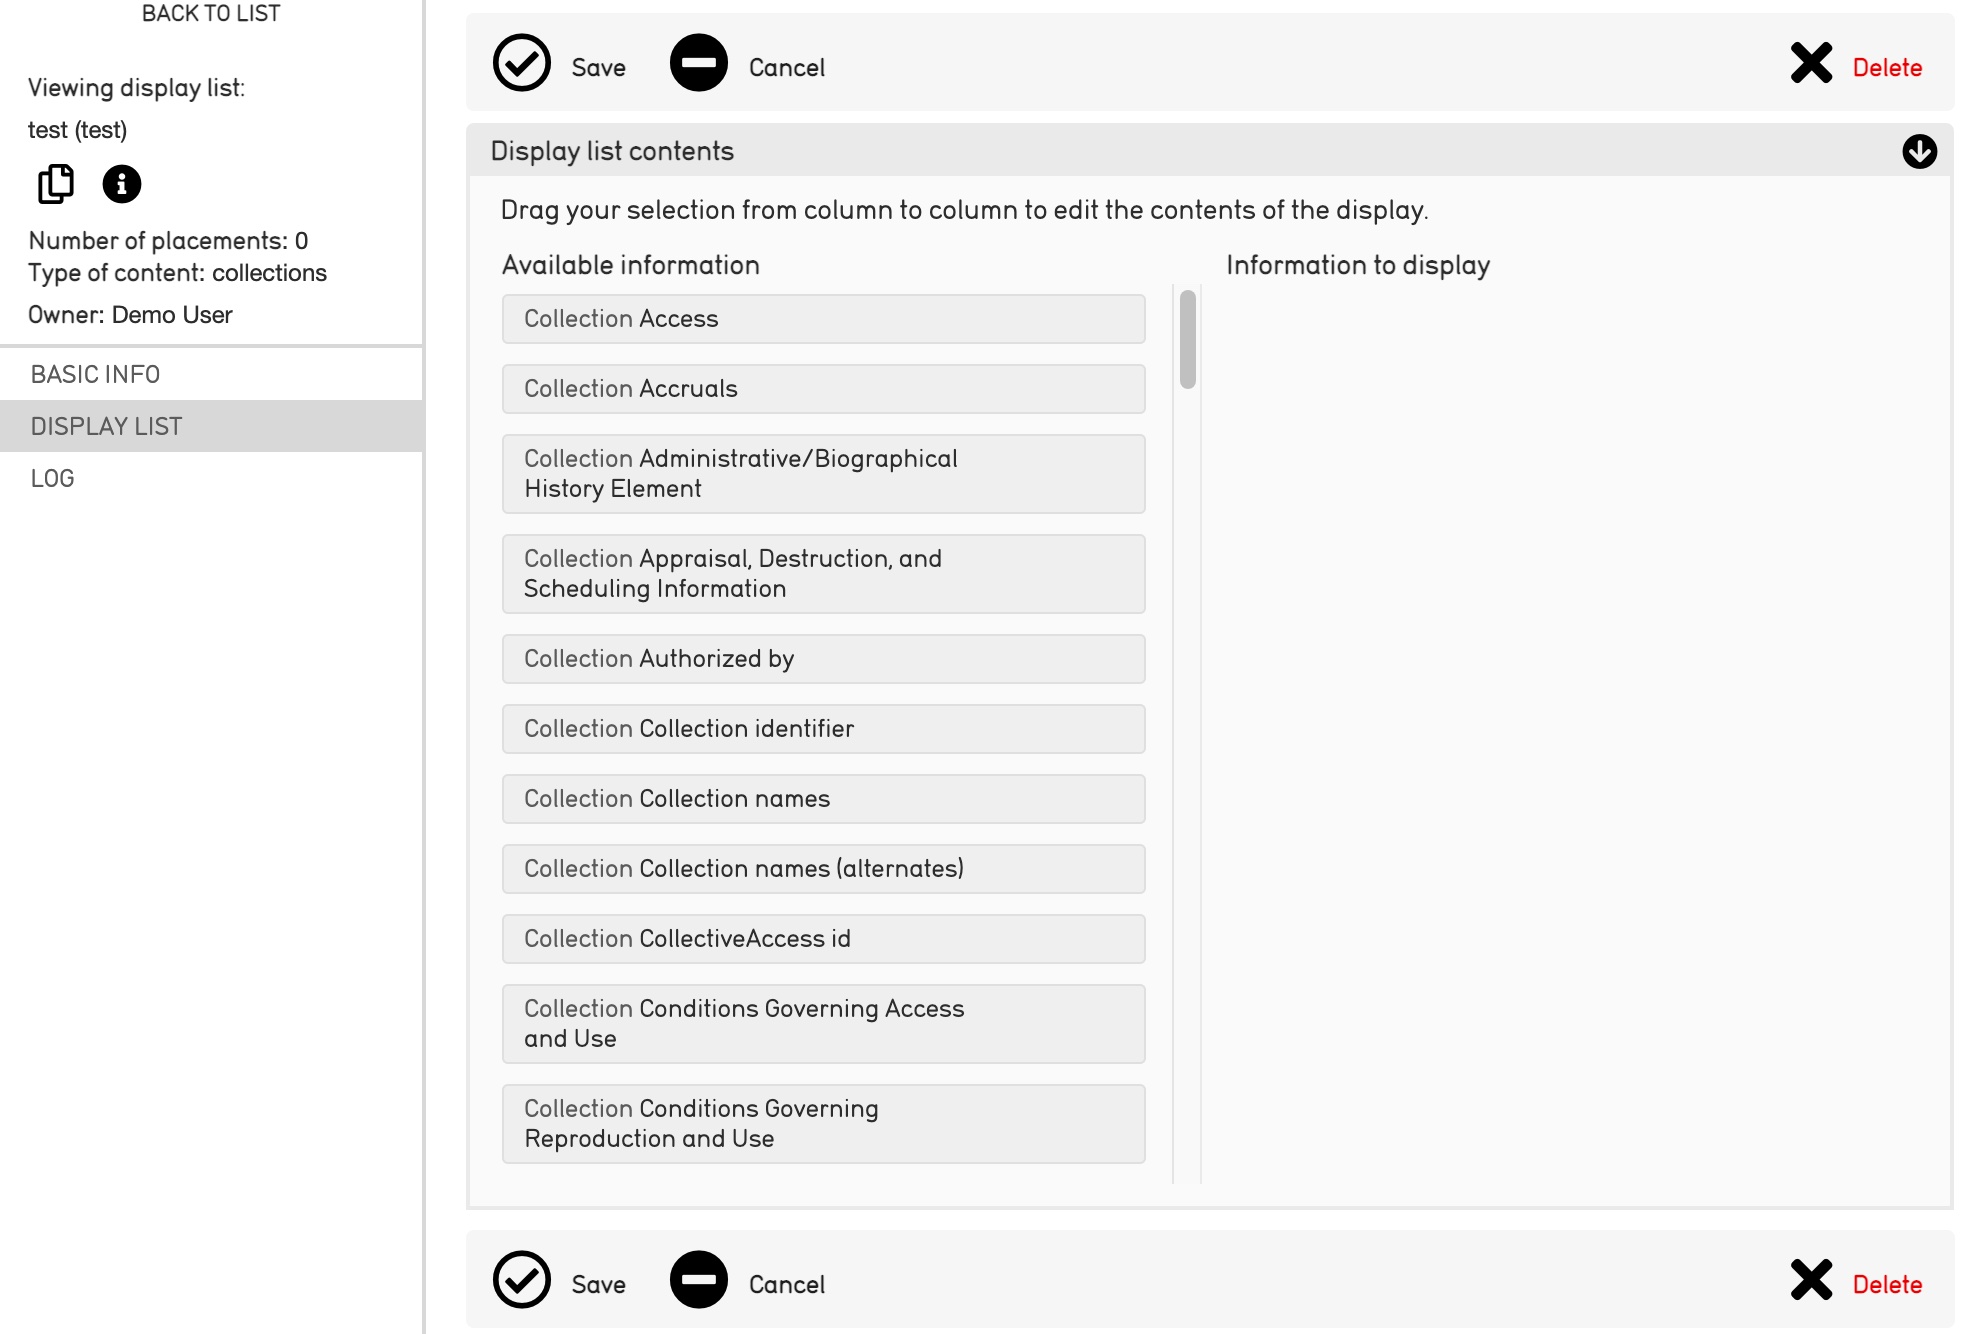 BACK TO LIST
Viewing display list:
test (test)
Number of placements: 0
Type of content: collections
Owner: Demo User
BASIC INFO
DISPLAY LIST
LOG
Save
Cancel
Delete
Display list contents
Drag your selection from column to column to edit the contents of the display.
Available information
Information to display
Collection Access
Collection Accruals
Collection Administrative/Biographical
History Element
Collection Appraisal, Destruction, and
Scheduling Information
Collection Authorized by
Collection Collection identifier
Collection Collection names
Collection Collection names (alternates)
Collection CollectiveAccess id
Collection Conditions Governing Access
and Use
Collection Conditions Governing
Reproduction and Use
Save
Cancel
Delete